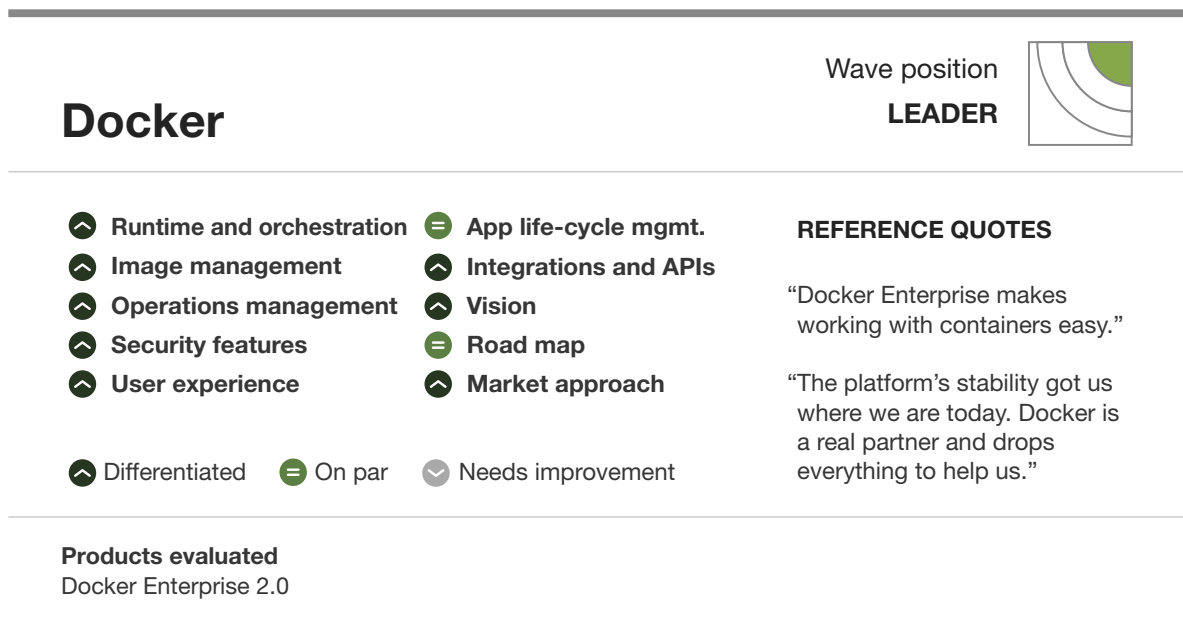 Wave position
LEADER
Docker
Runtime and orchestration
Image management
Operations management
Security features
User experience
App life-cycle mgmt.
Integrations and APIs
Vision
Road map
Market approach
Differentiated
On par
Needs improvement
REFERENCE QUOTES
“Docker Enterprise makes
working with containers easy.”
“The platform’s stability got us
where we are today. Docker is
a real partner and drops
everything to help us.”
Products evaluated
Docker Enterprise 2.0